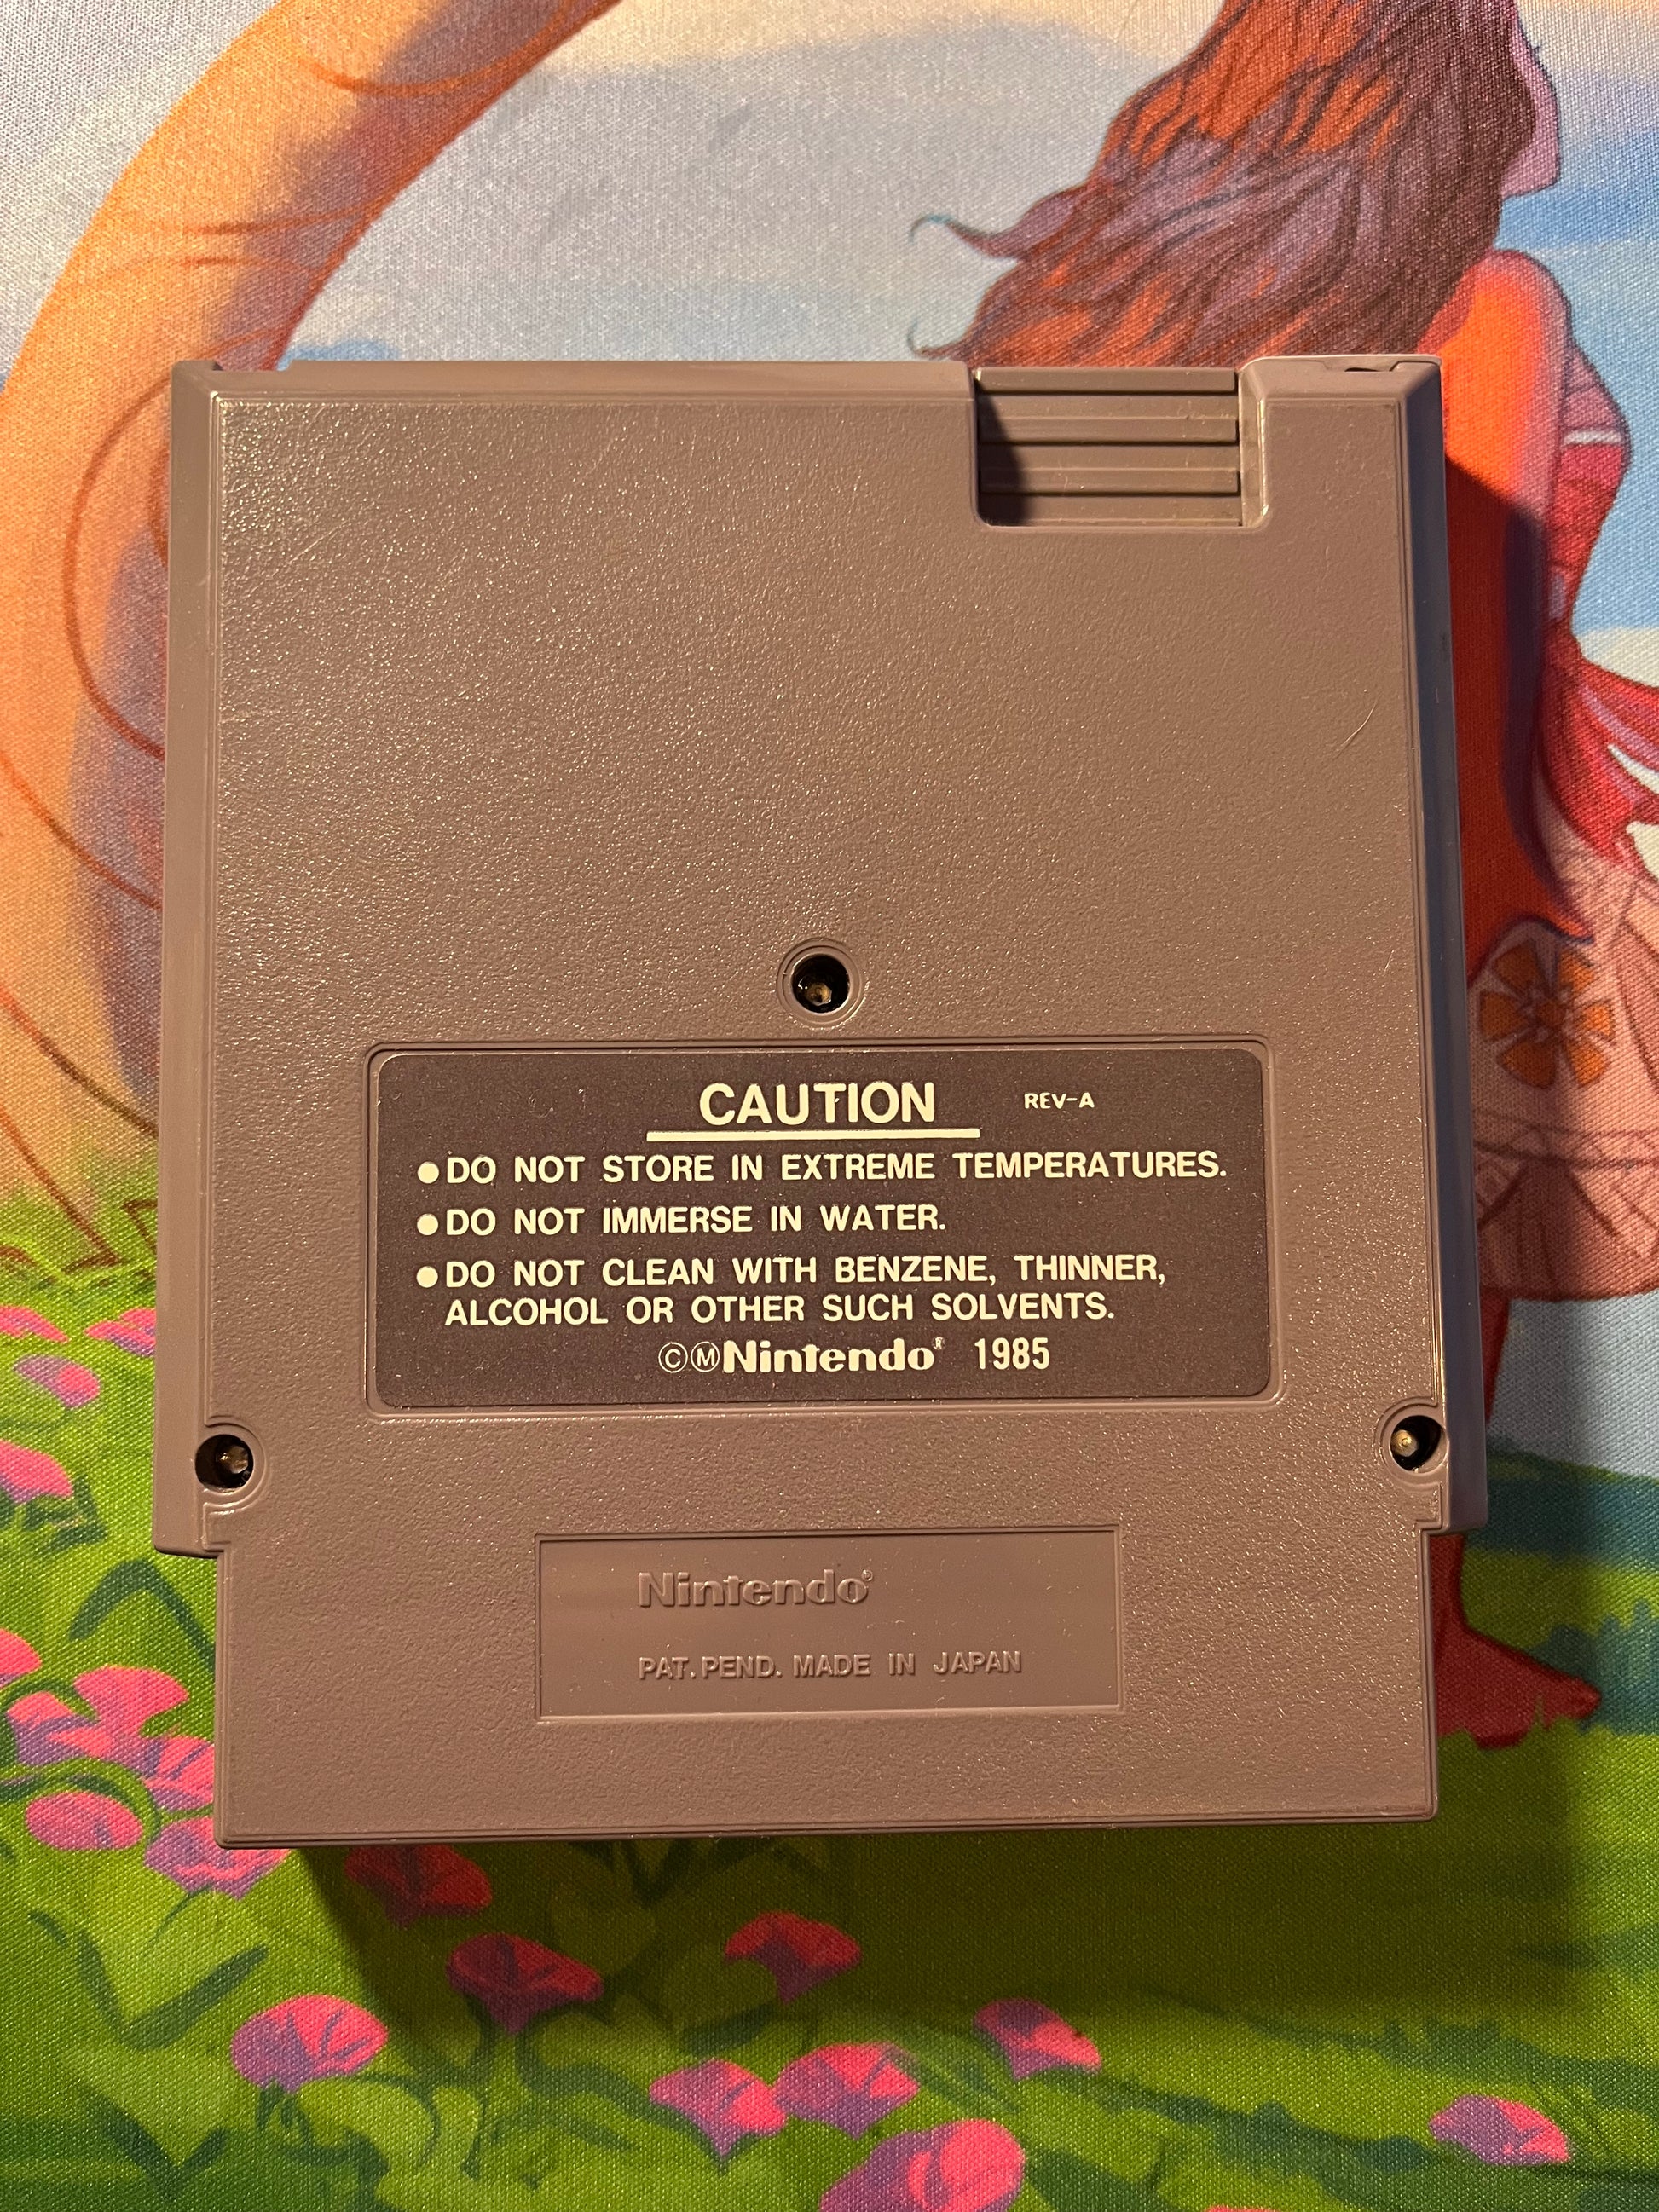 CAUTION REV-A
●DO NOT STORE IN EXTREME TEMPERATURES.
●DO NOT IMMERSE IN WATER.
●DO NOT CLEAN WITH BENZENE, THINNER,
ALCOHOL OR OTHER SUCH SOLVENTS.
©ⓂNintendo® 1985
Nintendo®
PAT. PEND. MADE IN JAPAN